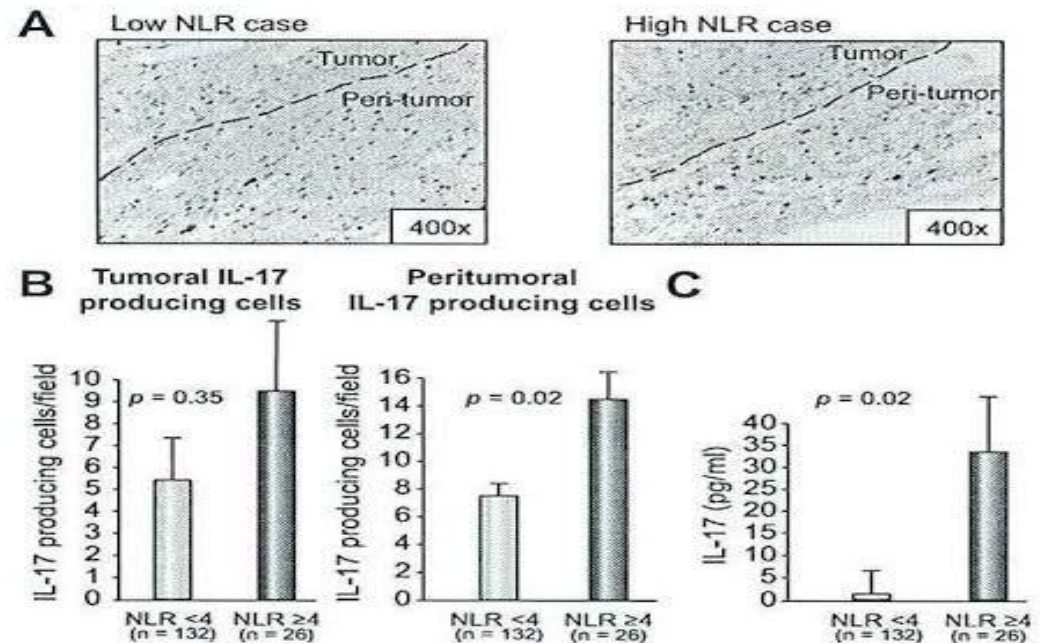 A
Low NLR case
High NLR case
Tumor
Peri-tumor
400x
Tumor
Peri-tumor
400x
B
Tumoral IL-17
producing cells
IL-17 producing cells/field
10
9
8
7
6
5
4
3
2
1
0
p = 0.35
NLR <4
(n = 132)
NLR ≥4
(n = 26)
Peritumoral
IL-17 producing cells
IL-17 producing cells/field
16
14
12
10
8
6
4
2
0
p = 0.02
NLR <4
(n = 132)
NLR ≥4
(n = 26)
C
IL-17 (pg/ml)
40
35
30
25
20
15
10
5
0
p = 0.02
NLR <4
(n = 132)
NLR ≥4
(n = 26)